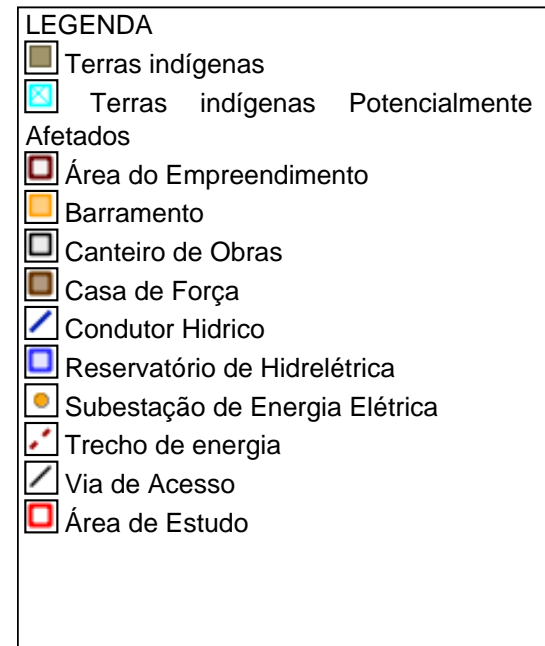 LEGENDA
Terras indígenas
Terras indígenas Potencialmente
Afetados
Área do Empreendimento
Barramento
Canteiro de Obras
Casa de Força
Condutor Hidrico
Reservatório de Hidrelétrica
Subestação de Energia Elétrica
Trecho de energia
Via de Acesso
Área de Estudo